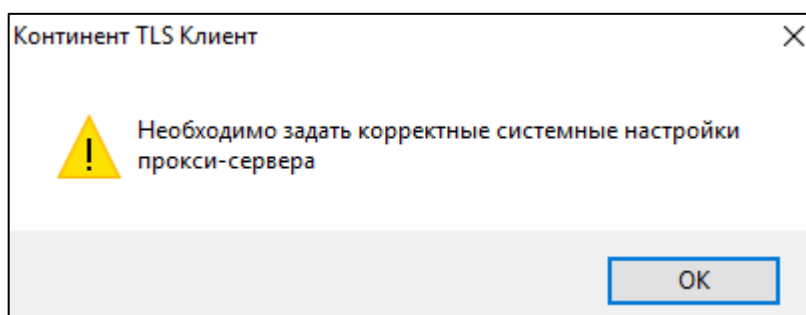 Континент TLS Клиент
Необходимо задать корректные системные настройки
прокси-сервера
OK